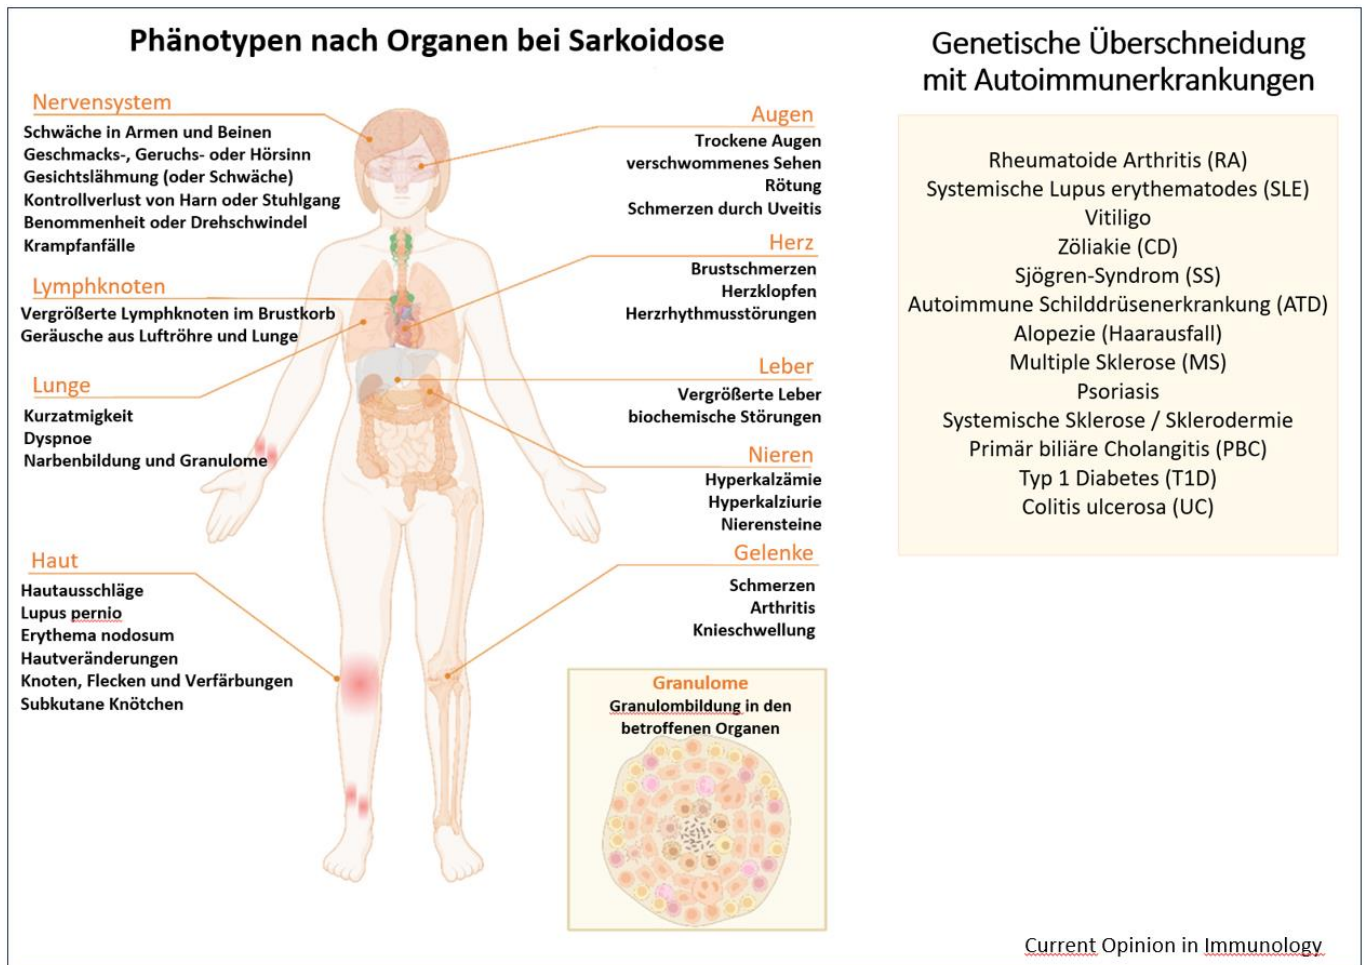 Phänotypen nach Organen bei Sarkoidose
Nervensystem
Schwäche in Armen und Beinen
Geschmacks-, Geruchs- oder Hörsinn
Gesichtslähmung (oder Schwäche)
Kontrollverlust von Harn oder Stuhlgang
Benommenheit oder Drehschwindel
Krampfanfälle
Lymphknoten
Vergrößerte Lymphknoten im Brustkorb
Geräusche aus Luftröhre und Lunge
Lunge
Kurzatmigkeit
Dyspnoe
Narbenbildung und Granulome
Haut
Hautausschläge
Lupus pernio
Erythema nodosum
Hautveränderungen
Knoten, Flecken und Verfärbungen
Subkutane Knötchen
Augen
Trockene Augen
verschwommenes Sehen
Rötung
Schmerzen durch Uveitis
Herz
Brustschmerzen
Herzklopfen
Herzrhythmusstörungen
Leber
Vergrößerte Leber
biochemische Störungen
Nieren
Hyperkalzämie
Hyperkalziurie
Nierensteine
Gelenke
Schmerzen
Arthritis
Knieschwellung
Granulome
Granulombildung in den
betroffenen Organen
Genetische Überschneidung
mit Autoimmunerkrankungen
Rheumatoide Arthritis (RA)
Systemische Lupus erythematodes (SLE)
Vitiligo
Zöliakie (CD)
Sjögren-Syndrom (SS)
Autoimmune Schilddrüsenerkrankung (ATD)
Alopezie (Haarausfall)
Multiple Sklerose (MS)
Psoriasis
Systemische Sklerose / Sklerodermie
Primär biliäre Cholangitis (PBC)
Typ 1 Diabetes (T1D)
Colitis ulcerosa (UC)
Current Opinion in Immunology